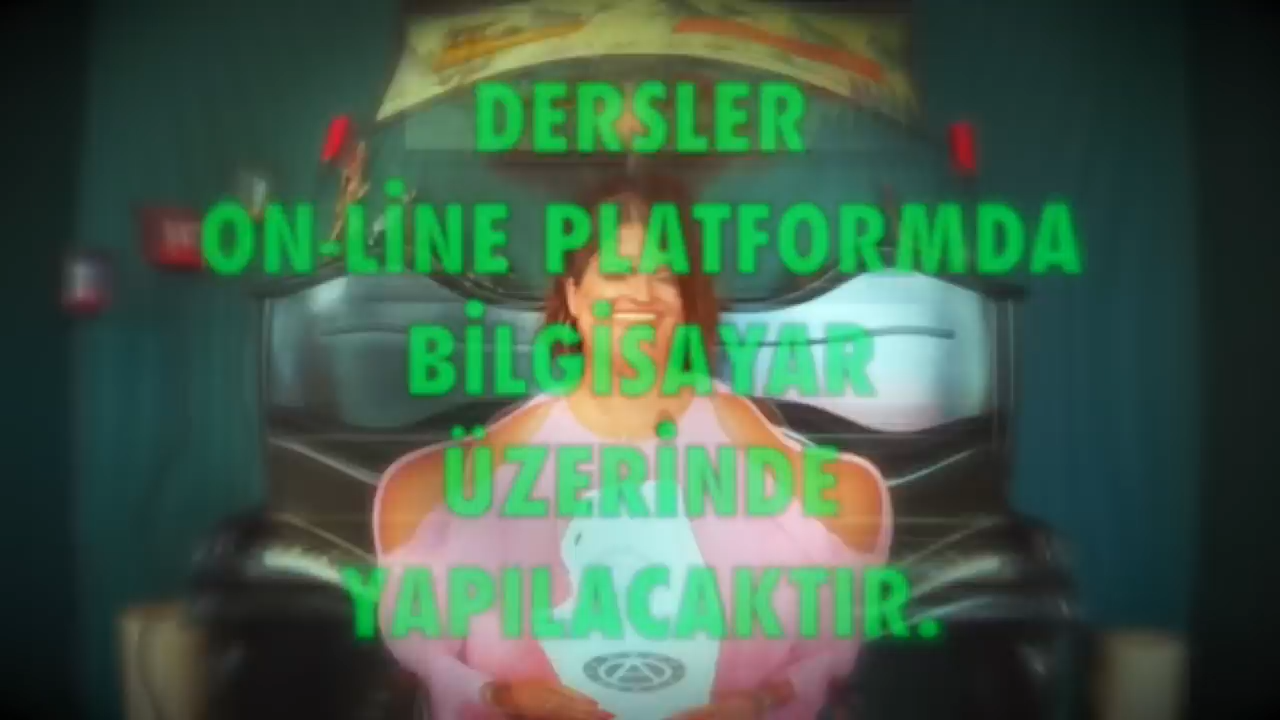 DERSLER
ON-LİNE PLATFORMDA
BİLGİSAYAR
ÜZERİNDE
YAPILACAKTIR.